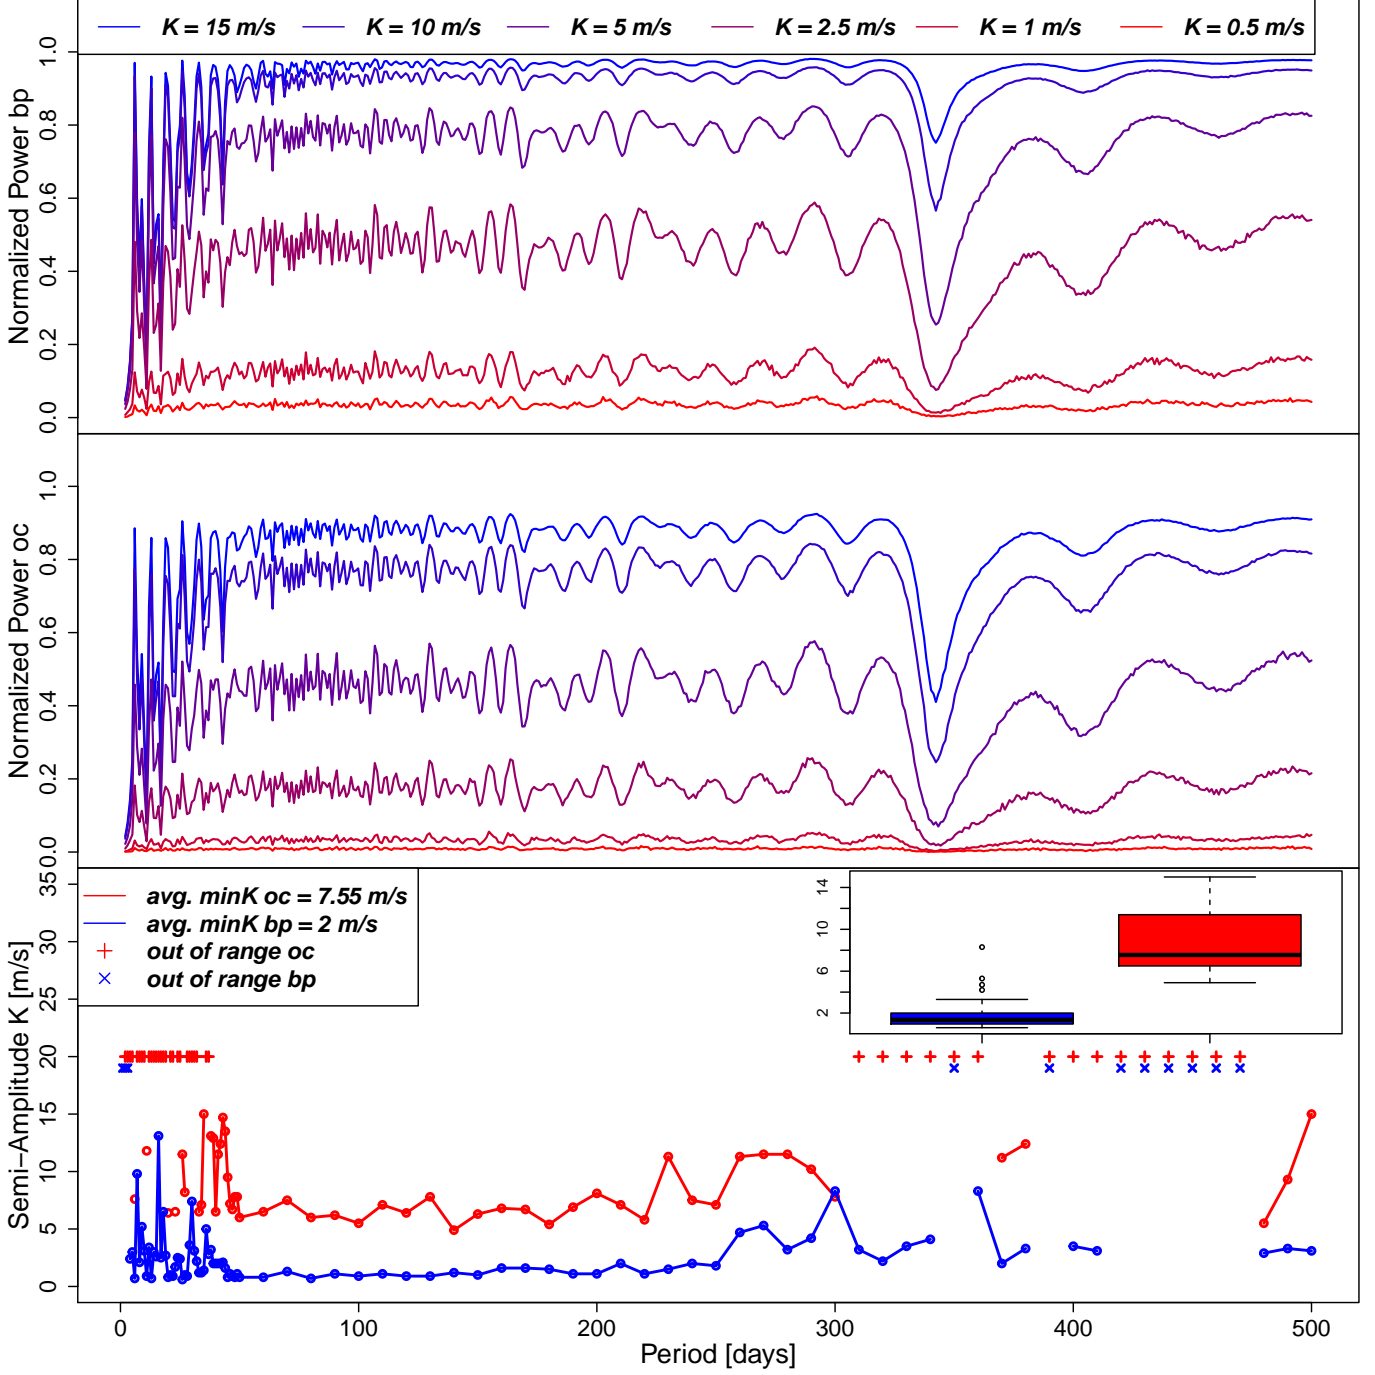 K = 15 m/s K = 10 m/s K = 5 m/s K = 2.5 m/s K = 1 m/s K = 0.5 m/s
Normalized Power bp
1.0
0.8
0.6
0.4
0.2
0.0
Normalized Power oc
1.0
0.8
0.6
0.4
0.2
0.0
Semi−Amplitude K [m/s]
35
30
25
20
15
10
5
0
avg. minK oc = 7.55 m/s
avg. minK bp = 2 m/s
out of range oc
out of range bp
14
10
6
2
0 100 200 300 400 500
Period [days]